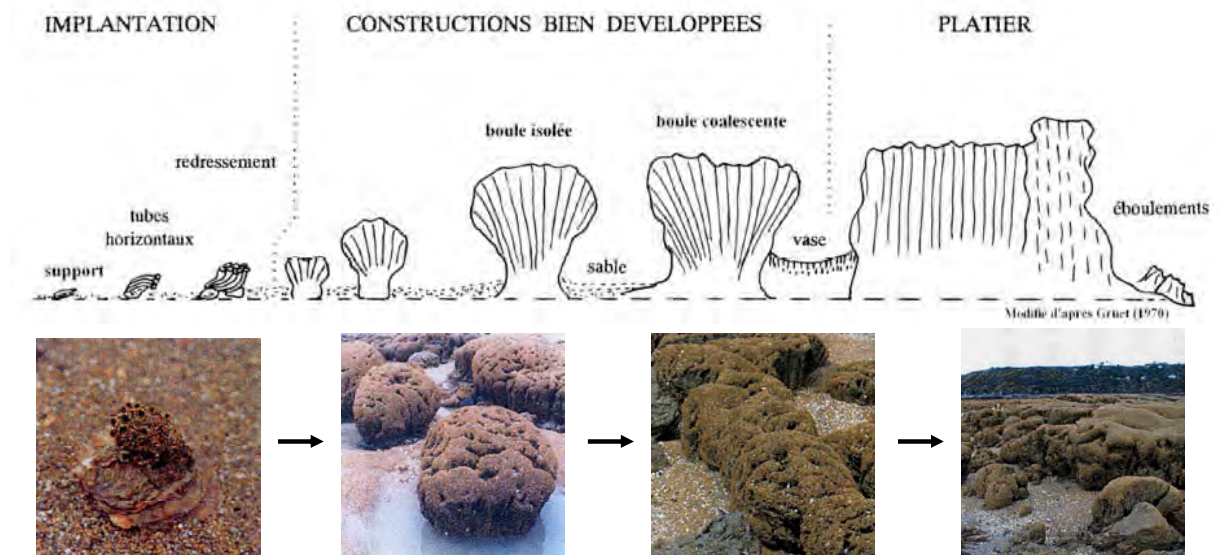 IMPLANTATION
CONSTRUCTIONS BIEN DEVELOPPEES
PLATIER
boule isolée
boule coalescente
redressement
tubes
horizontaux
éboulements
vase
support
sable
Modifié d'après Gruet (1970)